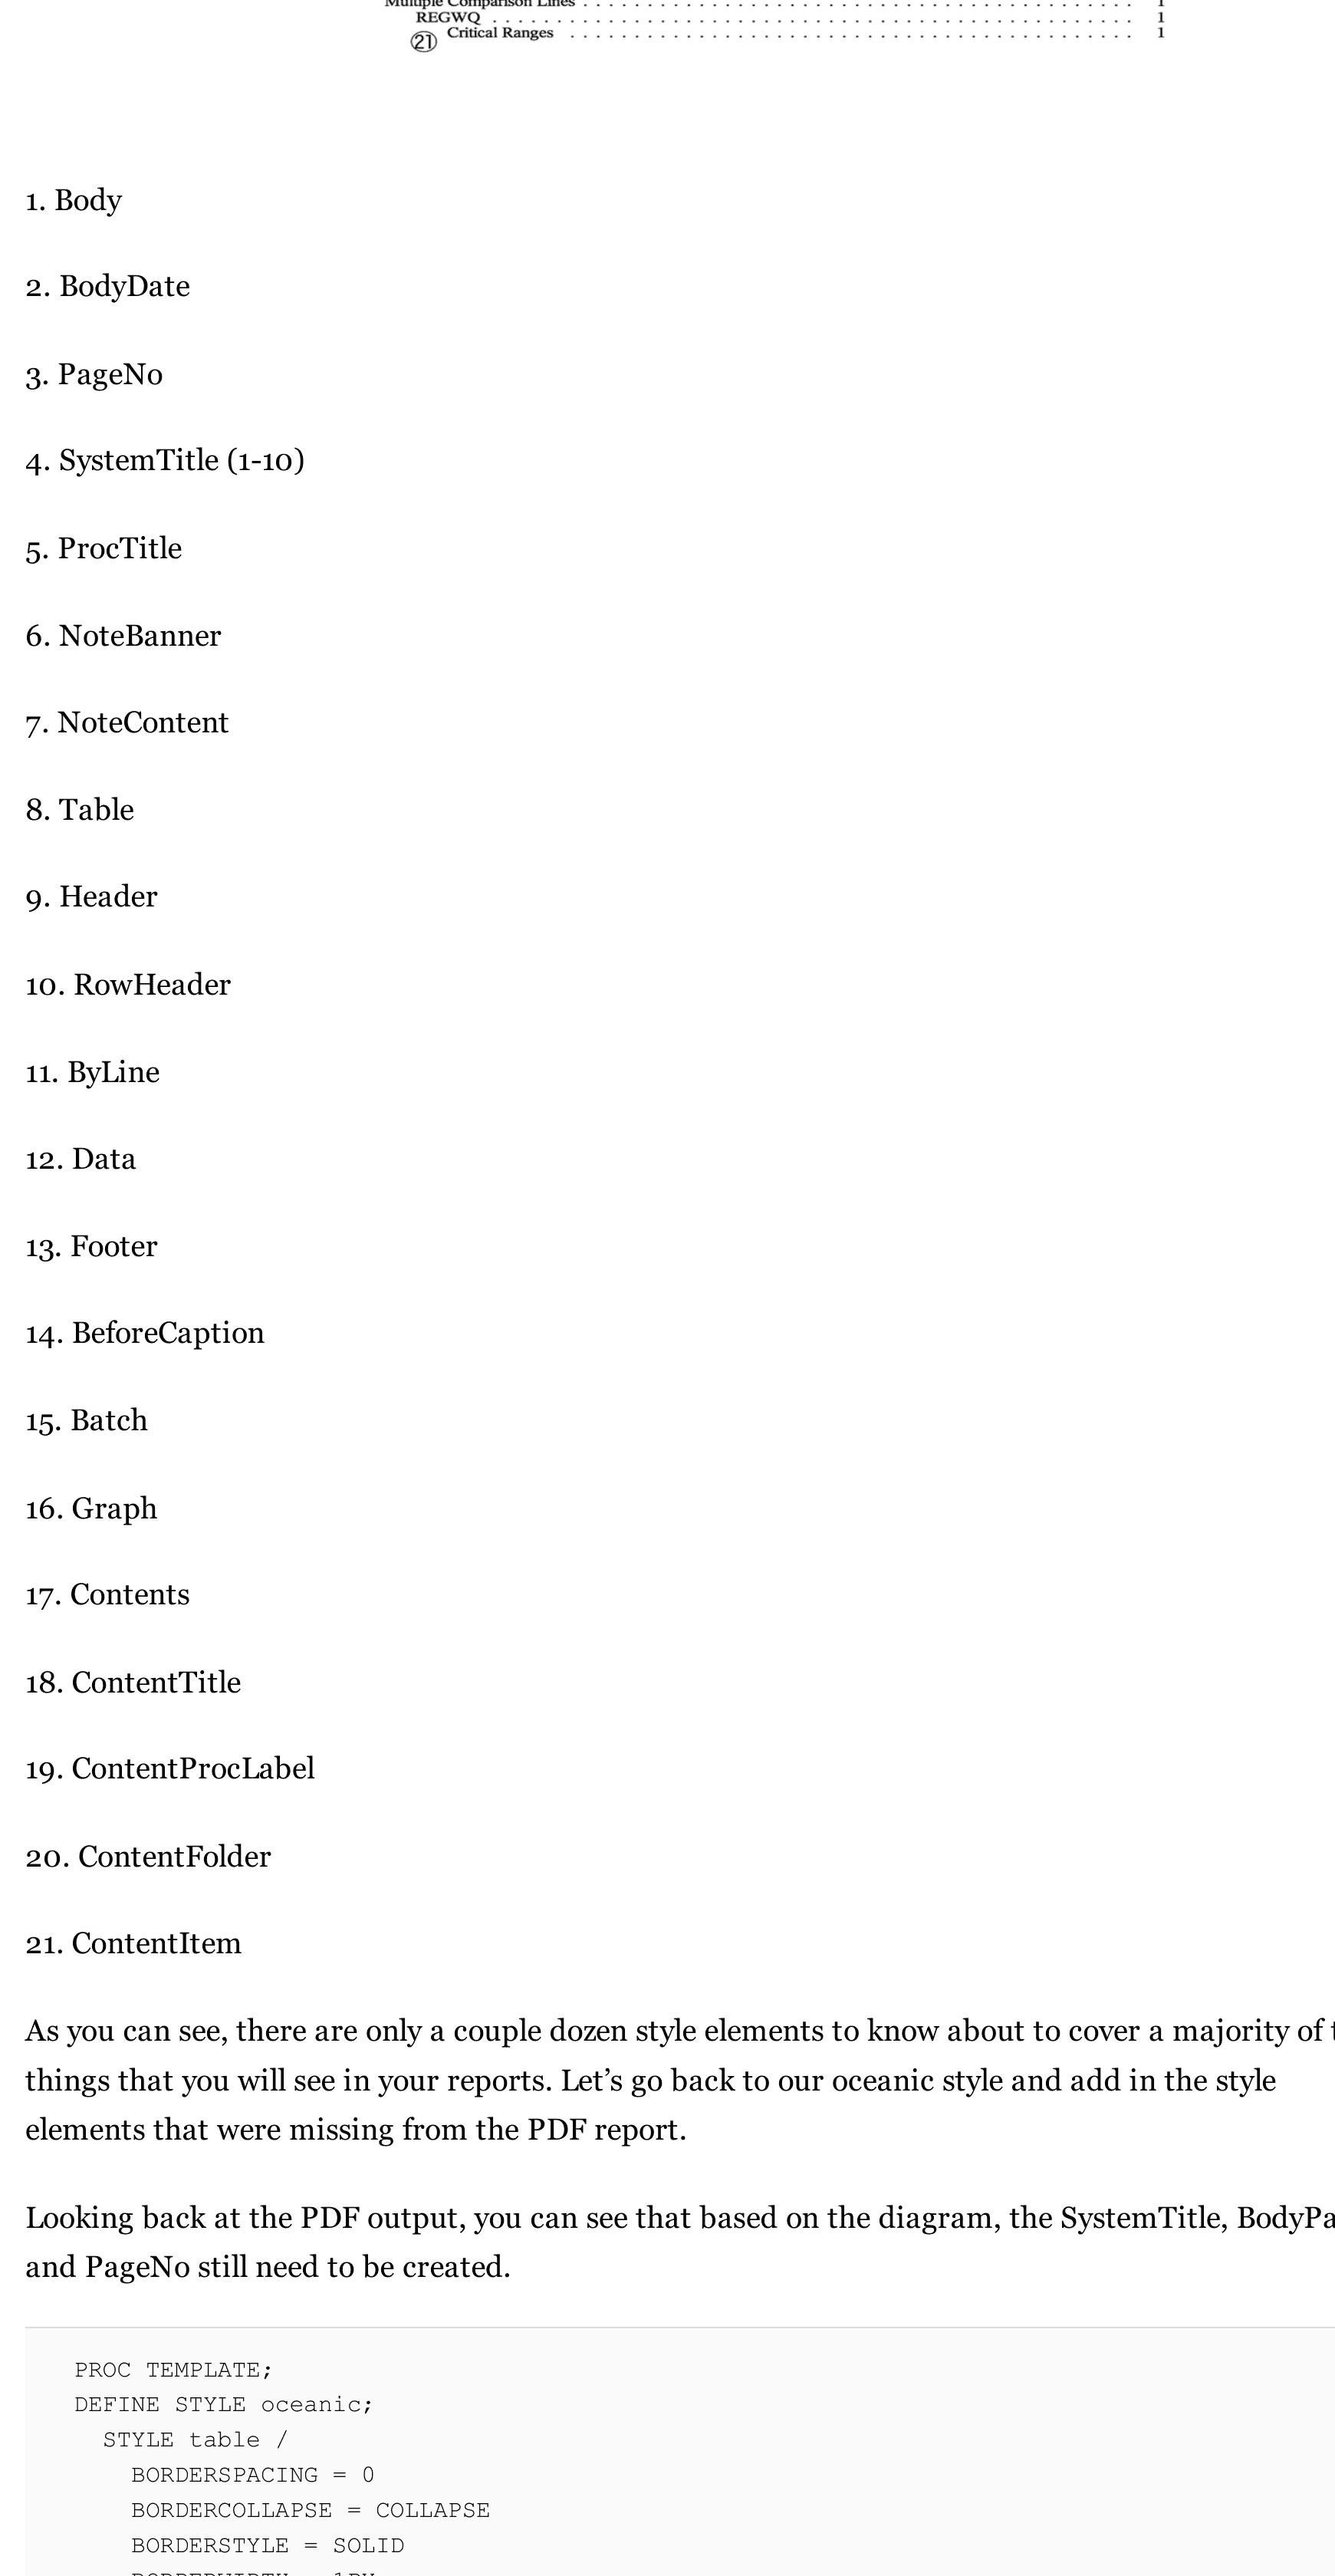 Multiple Comparison Lines . . . . . . . . . . . . . . . . . . . . . . . . . . . . . . . . . . . . . . . . . . . 1
REGWQ . . . . . . . . . . . . . . . . . . . . . . . . . . . . . . . . . . . . . . . . . . . . . . . . . . 1
㉑ Critical Ranges . . . . . . . . . . . . . . . . . . . . . . . . . . . . . . . . . . . . . . . . . . . . 1
1. Body
2. BodyDate
3. PageNo
4. SystemTitle (1-10)
5. ProcTitle
6. NoteBanner
7. NoteContent
8. Table
9. Header
10. RowHeader
11. ByLine
12. Data
13. Footer
14. BeforeCaption
15. Batch
16. Graph
17. Contents
18. ContentTitle
19. ContentProcLabel
20. ContentFolder
21. ContentItem
As you can see, there are only a couple dozen style elements to know about to cover a majority of
things that you will see in your reports. Let’s go back to our oceanic style and add in the style
elements that were missing from the PDF report.
Looking back at the PDF output, you can see that based on the diagram, the SystemTitle, BodyPa
and PageNo still need to be created.
PROC TEMPLATE;
DEFINE STYLE oceanic;
STYLE table /
BORDERSPACING = 0
BORDERCOLLAPSE = COLLAPSE
BORDERSTYLE = SOLID